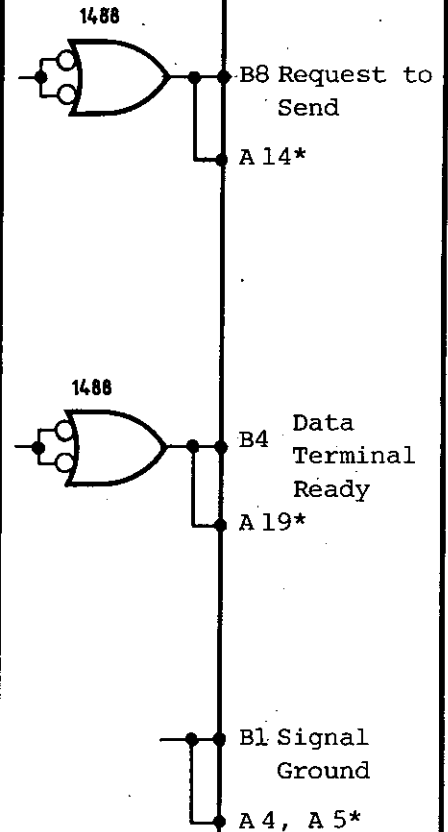 1488
B8 Request to
Send
A 14*
1488
B4 Data
Terminal
Ready
A 19*
B1 Signal
Ground
A 4, A 5*